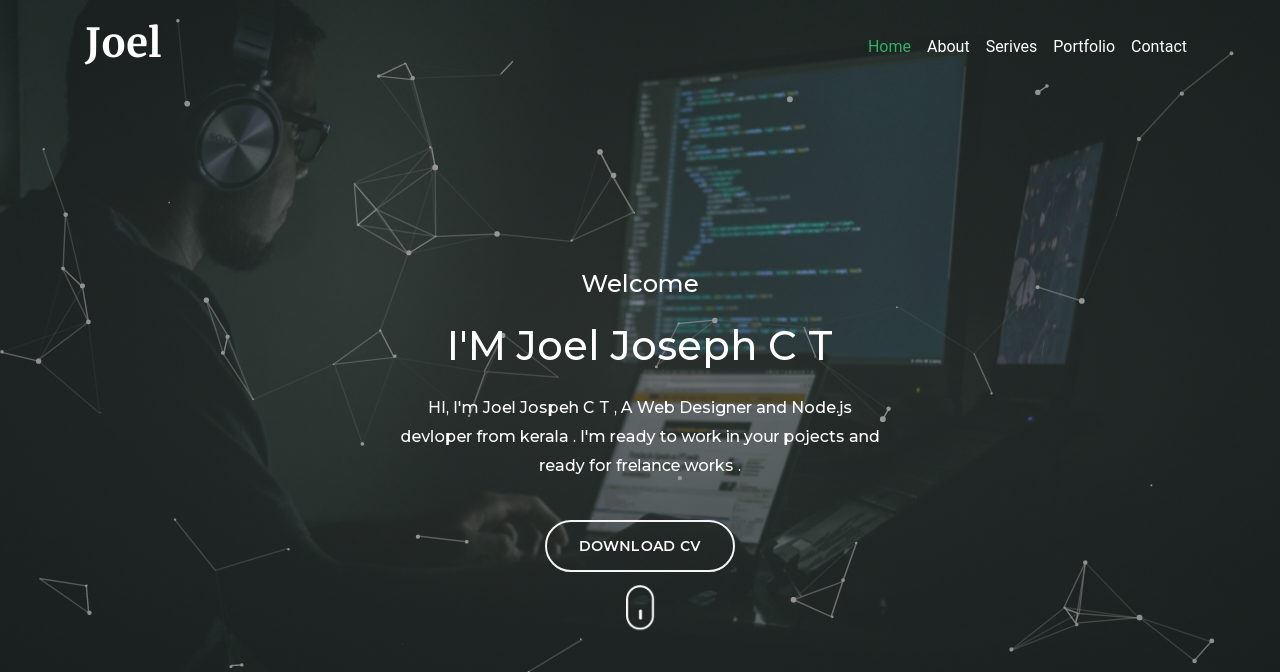 Joel
Home About Serives Portfolio Contact
Welcome
I'M Joel Joseph C T
HI, I'm Joel Jospeh C T , A Web Designer and Node.js
devloper from kerala . I'm ready to work in your pojects and
ready for frelance works .
DOWNLOAD CV